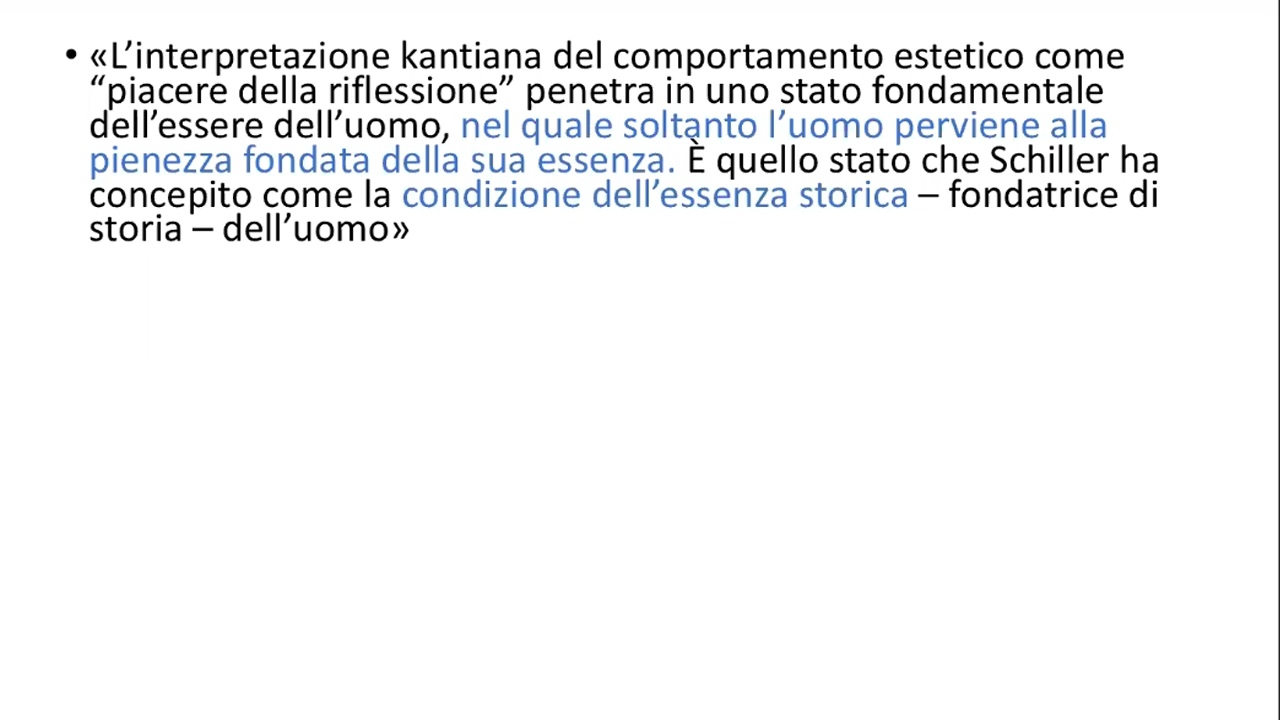 • «L’interpretazione kantiana del comportamento estetico come
“piacere della riflessione” penetra in uno stato fondamentale
dell’essere dell’uomo, nel quale soltanto l’uomo perviene alla
pienezza fondata della sua essenza. È quello stato che Schiller ha
concepito come la condizione dell’essenza storica – fondatrice di
storia – dell’uomo»